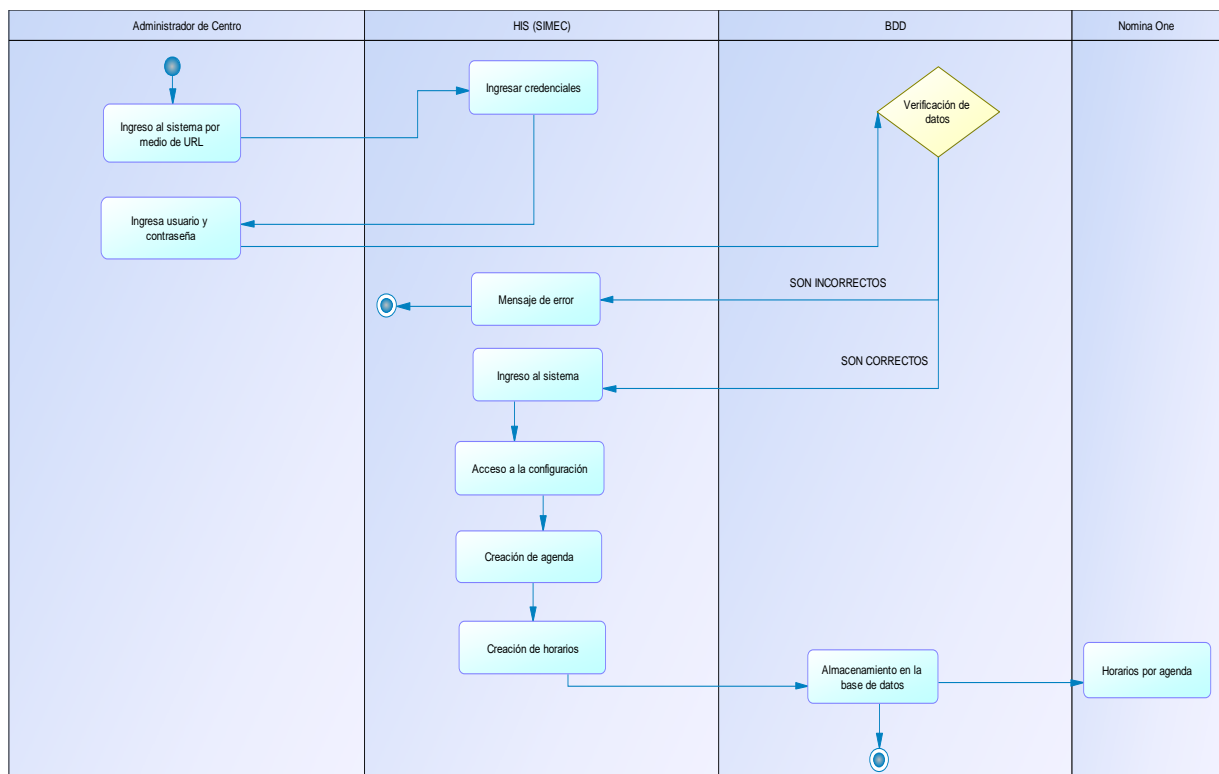 Administrador de Centro
HIS (SIMEC)
BDD
Nomina One
Ingresar credenciales
Verificación de
datos
Ingreso al sistema por
medio de URL
Ingresa usuario y
contraseña
SON INCORRECTOS
Mensaje de error
SON CORRECTOS
Ingreso al sistema
Acceso a la configuración
Creación de agenda
Creación de horarios
Almacenamiento en la
base de datos
Horarios por agenda